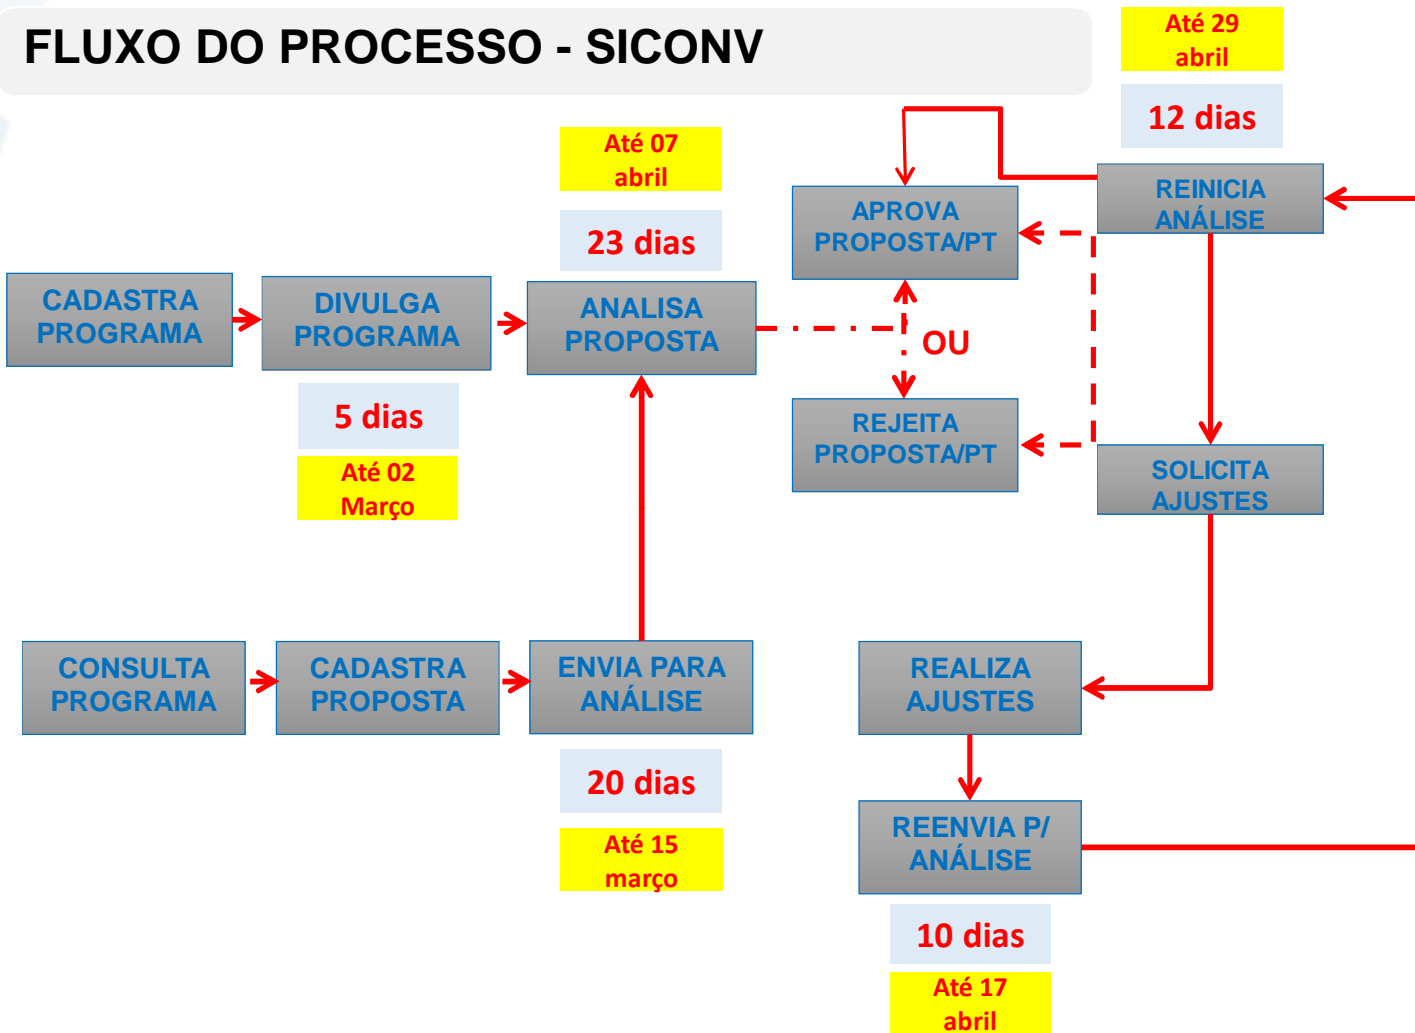 FLUXO DO PROCESSO - SICONV
Até 29
abril
12 dias
Até 07
abril
23 dias
REINICIA
ANÁLISE
APROVA
PROPOSTA/PT
CADASTRA
PROGRAMA
DIVULGA
PROGRAMA
ANALISA
PROPOSTA
OU
5 dias
Até 02
Março
REJEITA
PROPOSTA/PT
SOLICITA
AJUSTES
CONSULTA
PROGRAMA
CADASTRA
PROPOSTA
ENVIA PARA
ANÁLISE
REALIZA
AJUSTES
20 dias
Até 15
março
REENVIA P/
ANÁLISE
10 dias
Até 17
abril